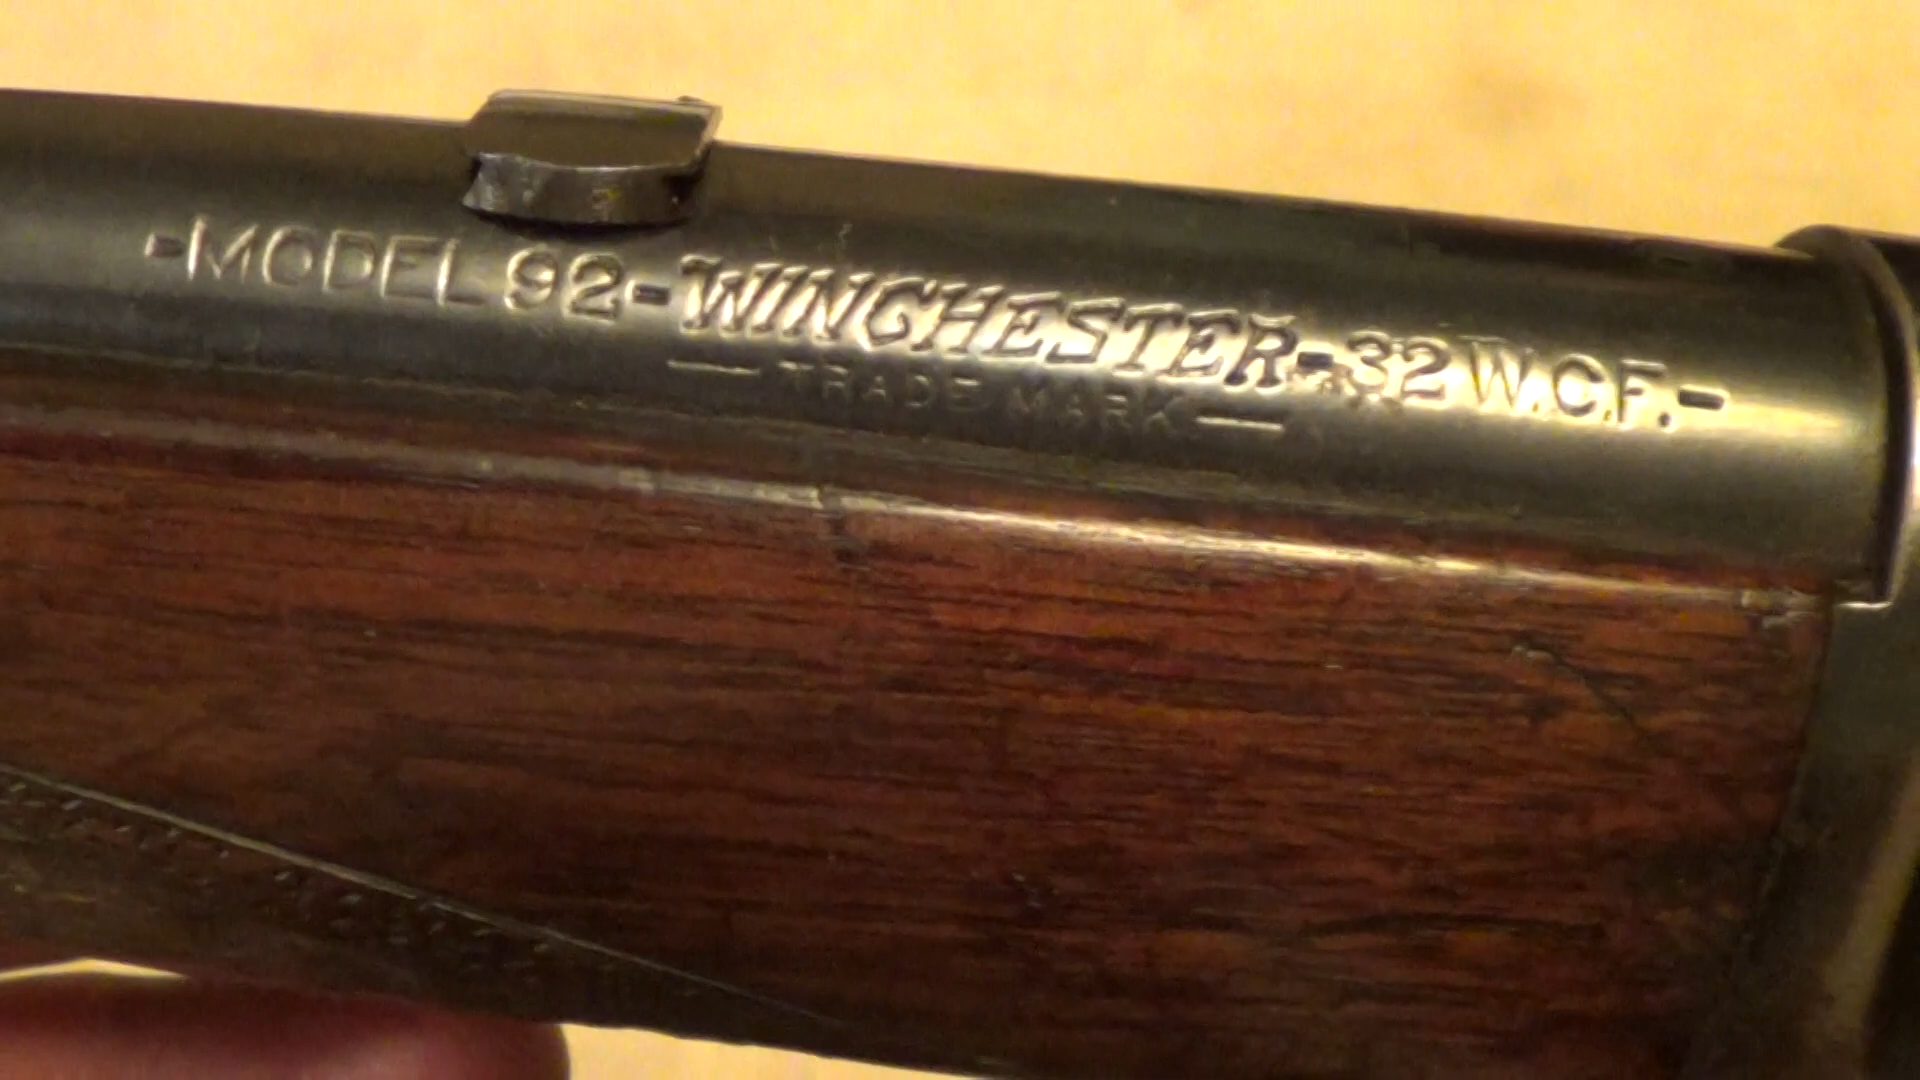 -MODEL 92-WINCHESTER-32 W.C.F.-
— TRADE MARK —